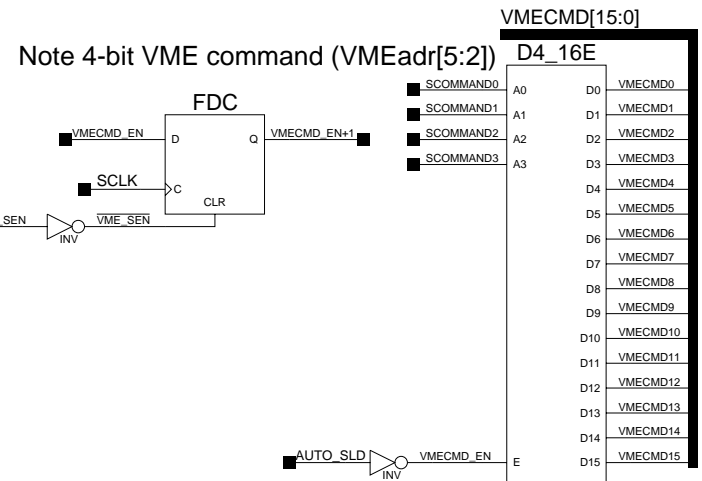 VMECMD[15:0]
Note 4-bit VME command (VMEadr[5:2])
D4_16E
SCOMMAND0
A0
D0
VMECMD0
SCOMMAND1
A1
D1
VMECMD1
SCOMMAND2
A2
D2
VMECMD2
SCOMMAND3
A3
D3
VMECMD3
D4
VMECMD4
D5
VMECMD5
D6
VMECMD6
D7
VMECMD7
D8
VMECMD8
D9
VMECMD9
D10
VMECMD10
D11
VMECMD11
D12
VMECMD12
D13
VMECMD13
D14
VMECMD14
AUTO_SLD
INV
VMECMD_EN
E
D15
VMECMD15
FDC
VMECMD_EN
D
Q
VMECMD_EN+1
SCLK
C
CLR
_SEN
INV
VME_SEN